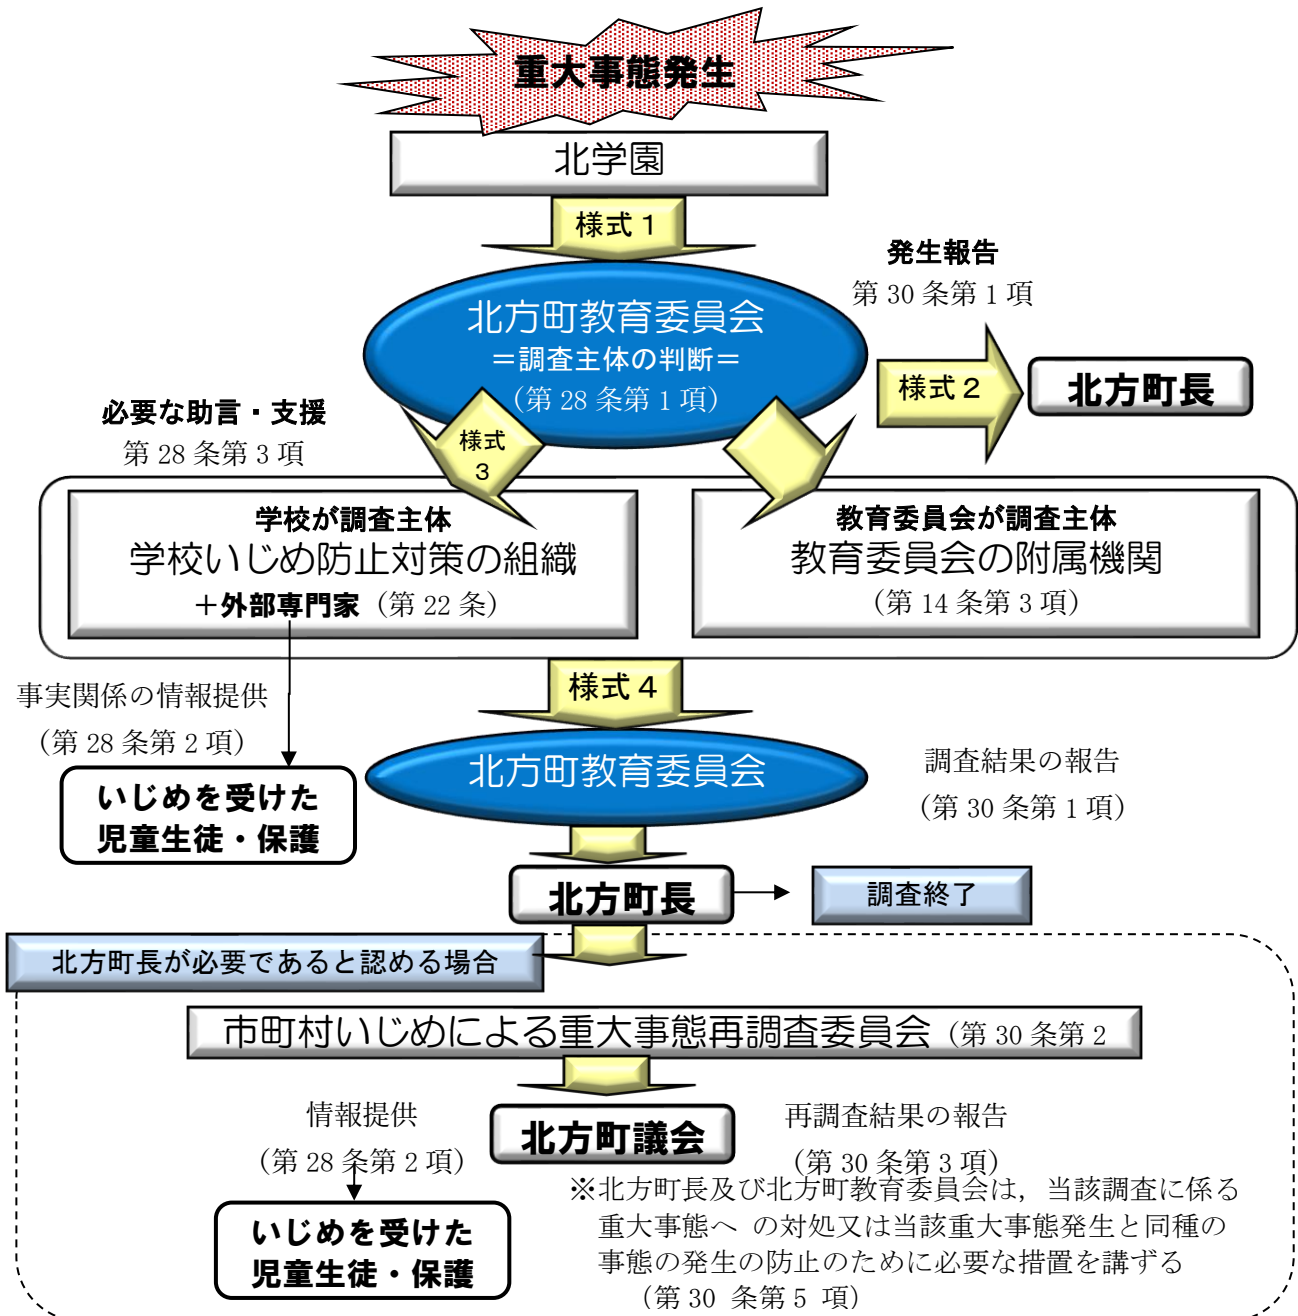 重大事態発生
北学園
様式１
発生報告
第 30 条第 1 項
北方町教育委員会
＝調査主体の判断＝
（第 28 条第 1 項）
様式２
北方町長
必要な助言・支援
第 28 条第 3 項
様式
３
学校が調査主体
学校いじめ防止対策の組織
＋外部専門家（第 22 条）
教育委員会が調査主体
教育委員会の附属機関
（第 14 条第 3 項）
様式４
事実関係の情報提供
（第 28 条第 2 項）
いじめを受けた
児童生徒・保護
北方町教育委員会
調査結果の報告
（第 30 条第 1 項）
北方町長
調査終了
北方町長が必要であると認める場合
市町村いじめによる重大事態再調査委員会（第 30 条第 2
情報提供
（第 28 条第 2 項）
北方町議会
再調査結果の報告
（第 30 条第 3 項）
いじめを受けた
児童生徒・保護
※北方町長及び北方町教育委員会は，当該調査に係る
重大事態へ の対処又は当該重大事態発生と同種の
事態の発生の防止のために必要な措置を講ずる
（第 30 条第 5 項）